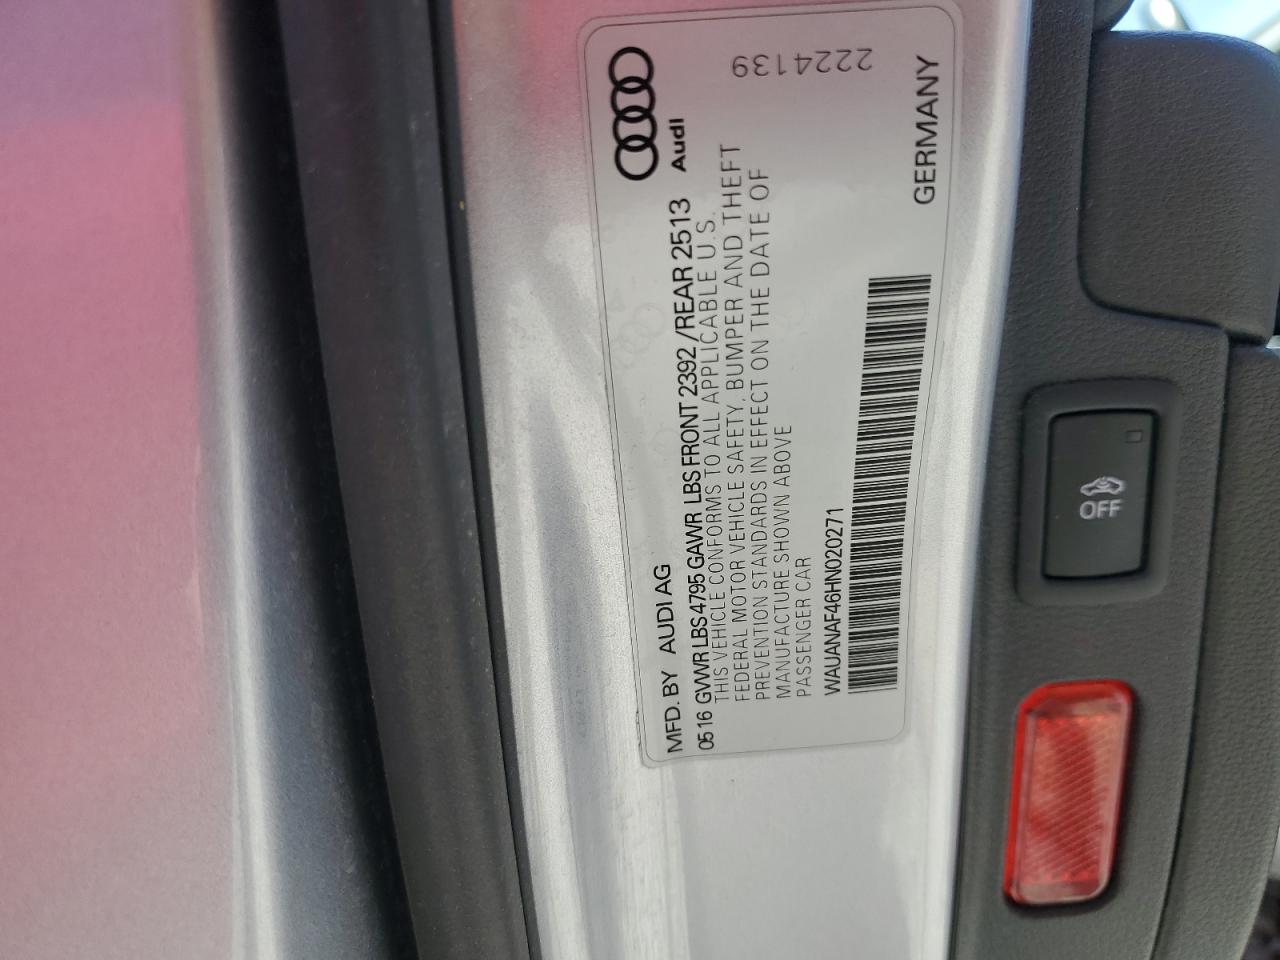 Audi
MFD. BY AUDI AG
05 16 GVWR LBS 4795 GAWR LBS FRONT 2392 /REAR 2513
THIS VEHICLE CONFORMS TO ALL APPLICABLE U.S.
FEDERAL MOTOR VEHICLE SAFETY, BUMPER AND THEFT
PREVENTION STANDARDS IN EFFECT ON THE DATE OF
MANUFACTURE SHOWN ABOVE
PASSENGER CAR
WAUANAF46HN020271
GERMANY
2224139
OFF